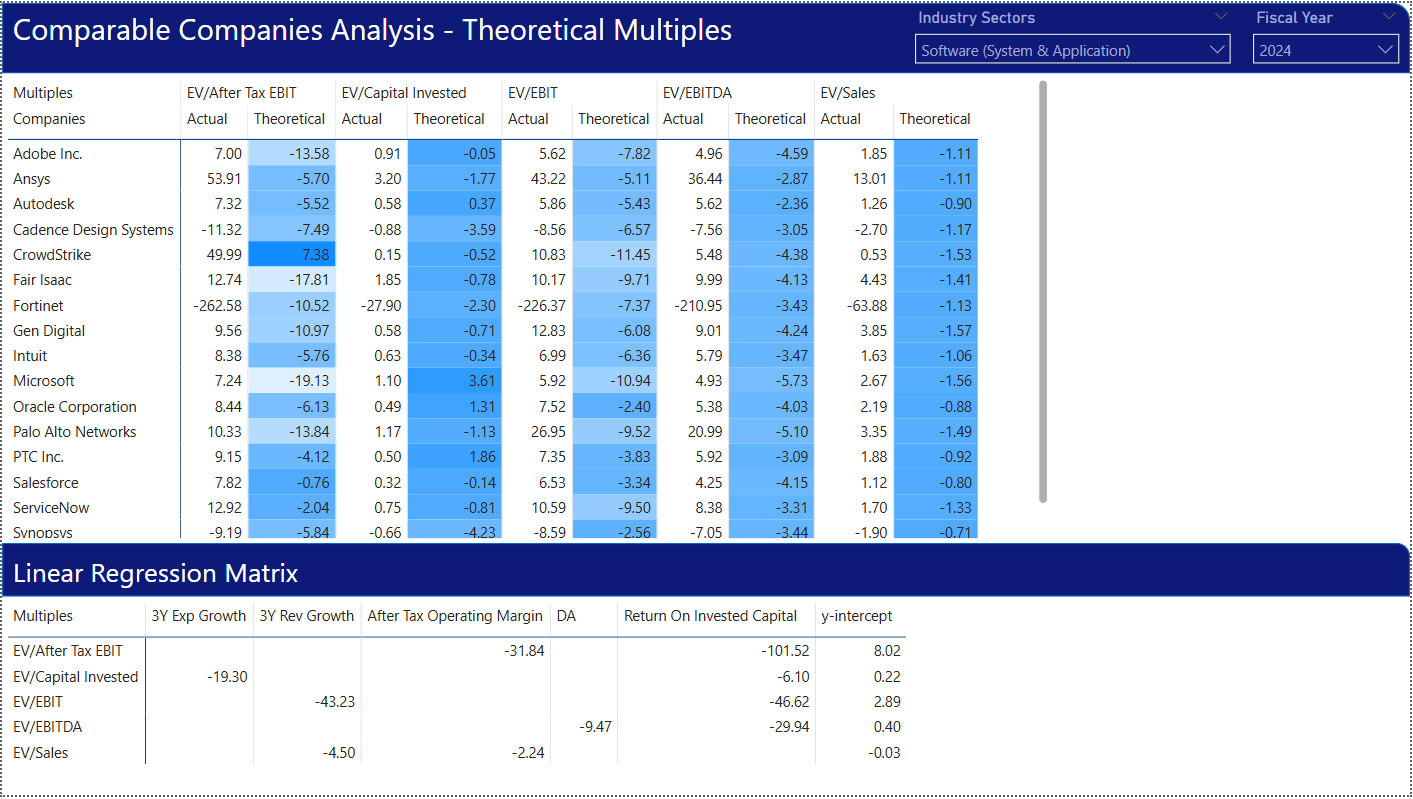 Comparable Companies Analysis - Theoretical Multiples
Industry Sectors
Fiscal Year
Software (System & Application)
2024
Multiples EV/After Tax EBIT EV/Capital Invested EV/EBIT EV/EBITDA EV/Sales
Companies Actual Theoretical Actual Theoretical Actual Theoretical Actual Theoretical Actual Theoretical
Adobe Inc. 7.00 -13.58 0.91 -0.05 5.62 -7.82 4.96 -4.59 1.85 -1.11
Ansys 53.91 -5.70 3.20 -1.77 43.22 -5.11 36.44 -2.87 13.01 -1.11
Autodesk 7.32 -5.52 0.58 0.37 5.86 -5.43 5.62 -2.36 1.26 -0.90
Cadence Design Systems -11.32 -7.49 -0.88 -3.59 -8.56 -6.57 -7.56 -3.05 -2.70 -1.17
CrowdStrike 49.99 7.38 0.15 -0.52 10.83 -11.45 5.48 -4.38 0.53 -1.53
Fair Isaac 12.74 -17.81 1.85 -0.78 10.17 -9.71 9.99 -4.13 4.43 -1.41
Fortinet -262.58 -10.52 -27.90 -2.30 -226.37 -7.37 -210.95 -3.43 -63.88 -1.13
Gen Digital 9.56 -10.97 0.58 -0.71 12.83 -6.08 9.01 -4.24 3.85 -1.57
Intuit 8.38 -5.76 0.63 -0.34 6.99 -6.36 5.79 -3.47 1.63 -1.06
Microsoft 7.24 -19.13 1.10 3.61 5.92 -10.94 4.93 -5.73 2.67 -1.56
Oracle Corporation 8.44 -6.13 0.49 1.31 7.52 -2.40 5.38 -4.03 2.19 -0.88
Palo Alto Networks 10.33 -13.84 1.17 -1.13 26.95 -9.52 20.99 -5.10 3.35 -1.49
PTC Inc. 9.15 -4.12 0.50 1.86 7.35 -3.83 5.92 -3.09 1.88 -0.92
Salesforce 7.82 -0.76 0.32 -0.14 6.53 -3.34 4.25 -4.15 1.12 -0.80
ServiceNow 12.92 -2.04 0.75 -0.81 10.59 -9.50 8.38 -3.31 1.70 -1.33
Synopsys -9.19 -5.84 -0.66 -4.23 -8.59 -2.56 -7.05 -3.44 -1.90 -0.71
Linear Regression Matrix
Multiples 3Y Exp Growth 3Y Rev Growth After Tax Operating Margin DA Return On Invested Capital y-intercept
EV/After Tax EBIT -31.84 -101.52 8.02
EV/Capital Invested -19.30 -6.10 0.22
EV/EBIT -43.23 -46.62 2.89
EV/EBITDA -9.47 -29.94 0.40
EV/Sales -4.50 -2.24 -0.03